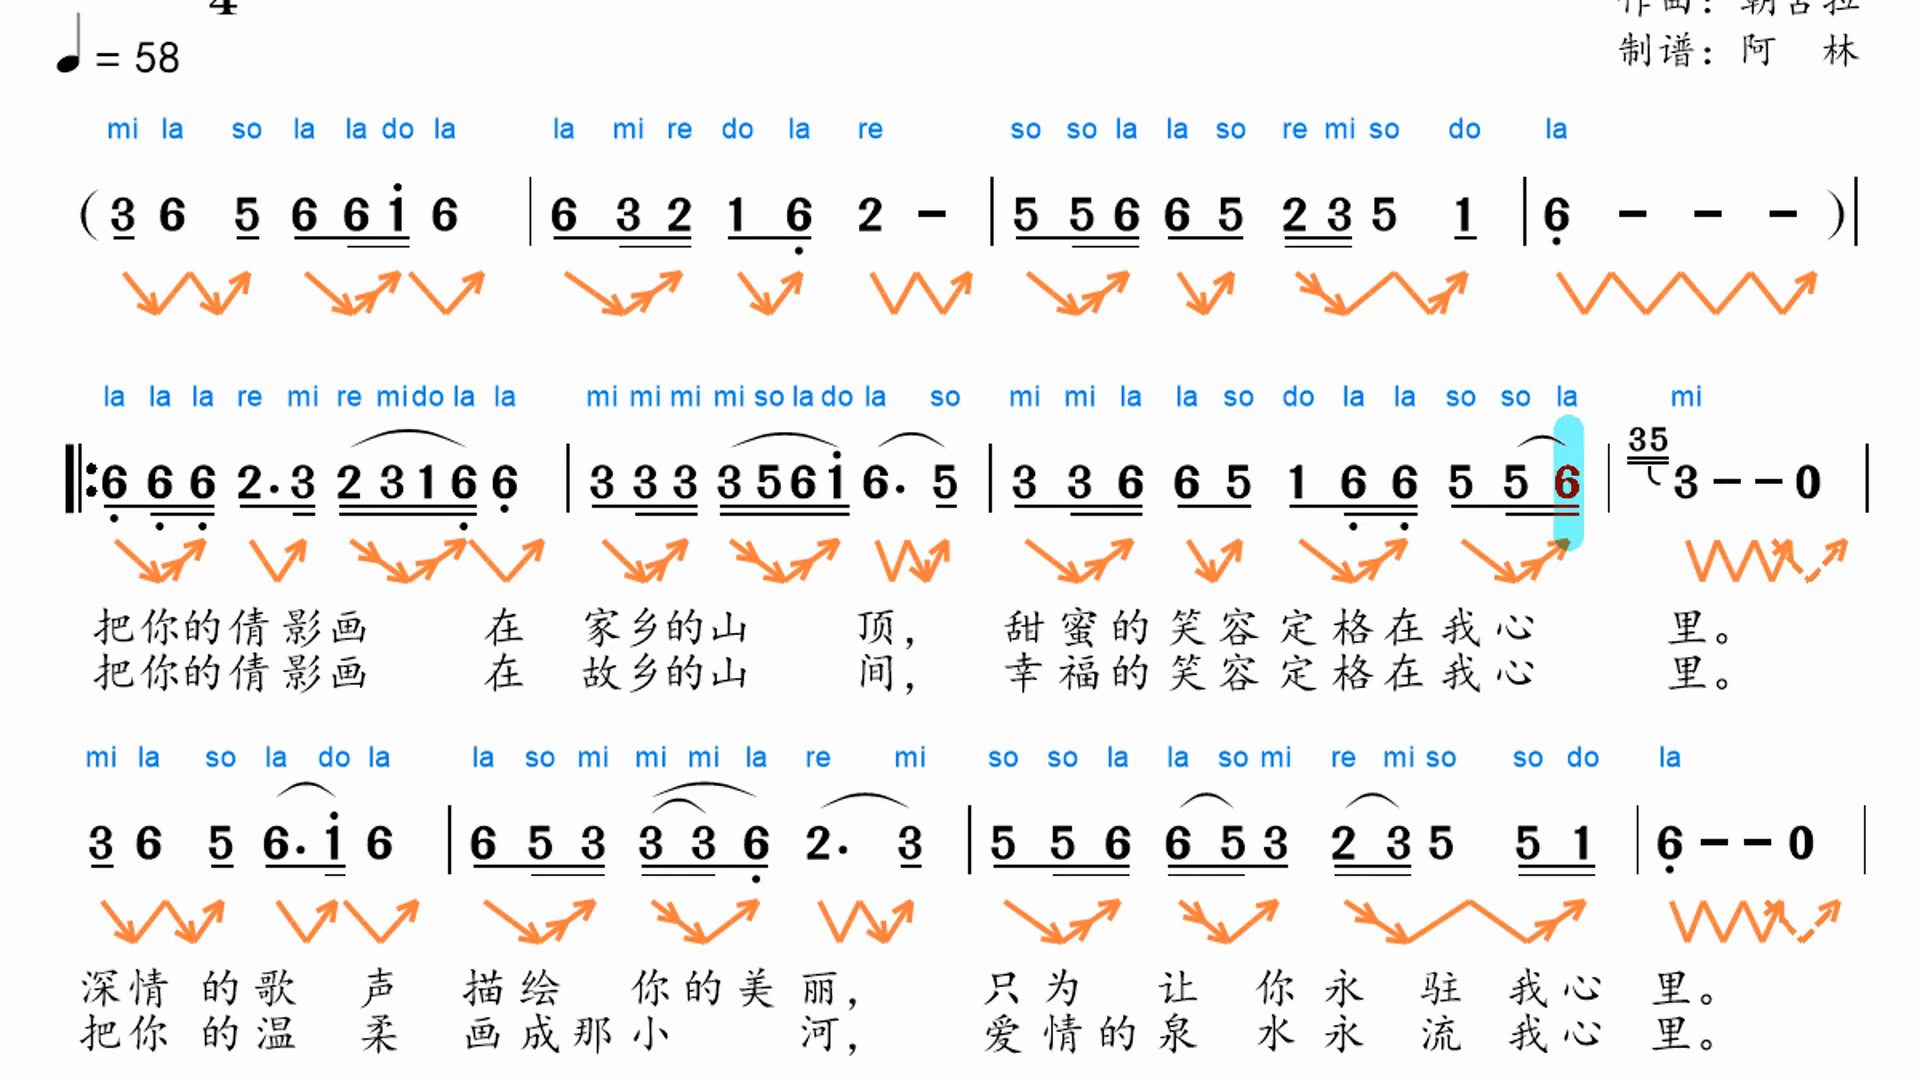 4
= 58
作曲：朝吉拉
制谱：阿 林
mi la so la la do la la mi re do la re so so la la so re mi so do la
( 3 6 5 6 6 1 6 | 6 3 2 1 6 2 – | 5 5 6 6 5 2 3 5 1 | 6 – – – ) |
la la la re mi re mi do la la mi mi mi mi so la do la so mi mi la la so do la la so so la mi
35
: 6 6 6 2 · 3 2 3 1 6 6 | 3 3 3 3 5 6 1 6 · 5 | 3 3 6 6 5 1 6 6 5 5 6 | 3 – – 0 |
把你的倩影画 在 家乡的山 顶， 甜蜜的笑容定格在我心 里。
把你的倩影画 在 故乡的山 间， 幸福的笑容定格在我心 里。
mi la so la do la la so mi mi mi la re mi so so la la so mi re mi so so do la
3 6 5 6 · 1 6 | 6 5 3 3 3 6 2 · 3 | 5 5 6 6 5 3 2 3 5 5 1 | 6 – – 0 |
深情 的歌 声 描绘 你的美 丽， 只为 让 你永 驻 我心 里。
把你 的温 柔 画成那小 河， 爱情的泉 水永 流 我心 里。